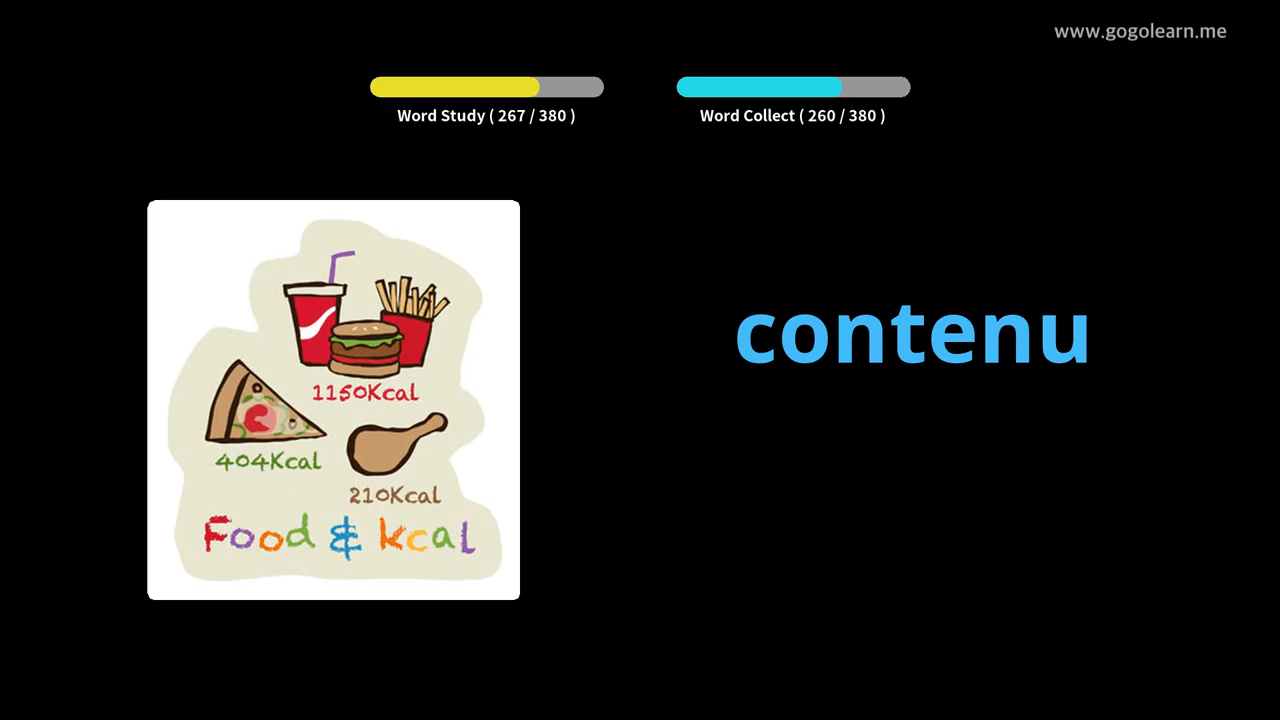 www.gogolearn.me
Word Study ( 267 / 380 )
Word Collect ( 260 / 380 )
contenu
1150Kcal
404Kcal
210Kcal
Food & kcal